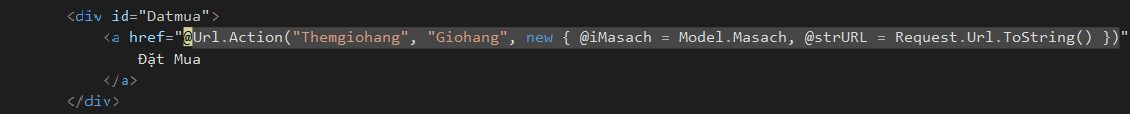 <div id="Datmua">
<a href="@Url.Action("Themgiohang", "Giohang", new { @iMasach = Model.Masach, @strURL = Request.Url.ToString() })"
Đặt Mua
</a>
</div>